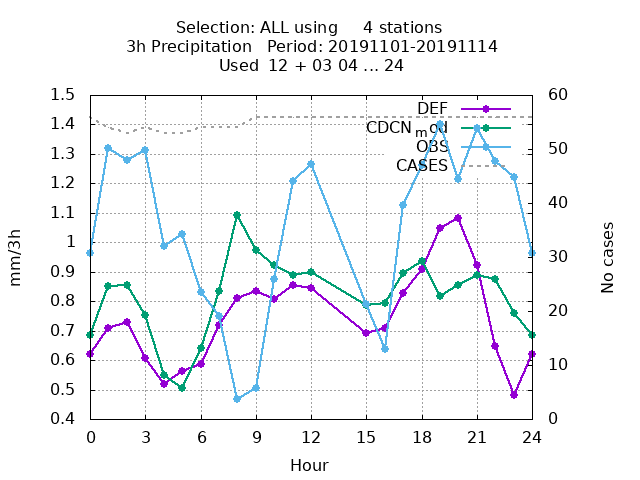 Selection: ALL using 4 stations
3h Precipitation Period: 20191101-20191114
Used 12 + 03 04 ... 24
DEF
CDCN_mod
OBS
CASES
1.5
1.4
1.3
1.2
1.1
1
0.9
0.8
0.7
0.6
0.5
0.4
mm/3h
60
50
40
30
20
10
0
No cases
0 3 6 9 12 15 18 21 24
Hour